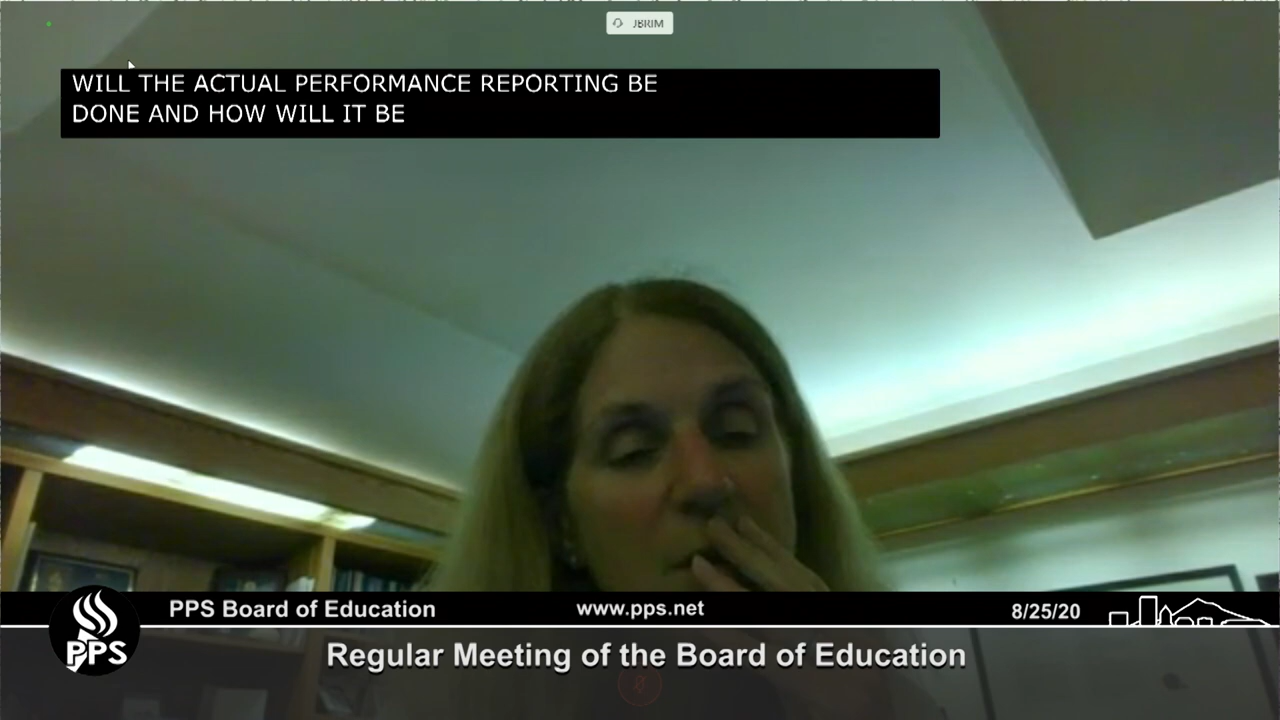 JBRIM
WILL THE ACTUAL PERFORMANCE REPORTING BE
DONE AND HOW WILL IT BE
PPS Board of Education
www.pps.net
8/25/20
PPS
Regular Meeting of the Board of Education